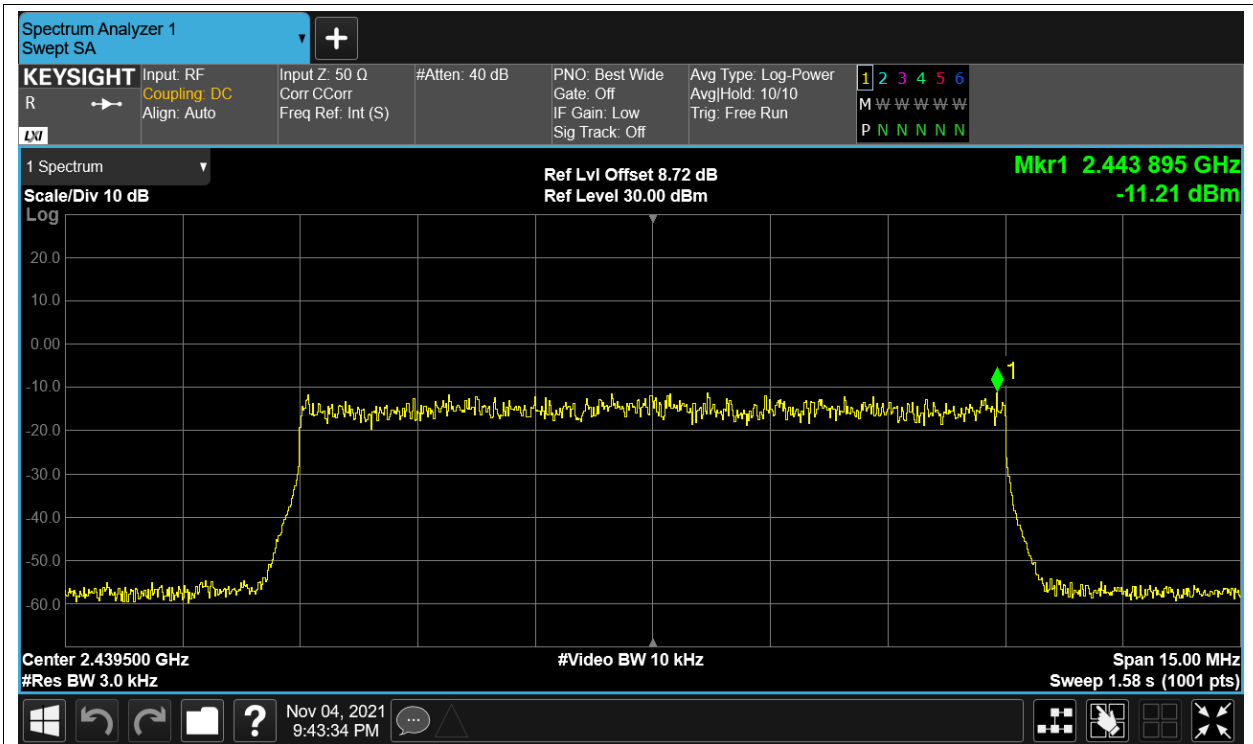 Spectrum Analyzer 1
Swept SA
KEYSIGHT
R
LXI
Input: RF
Coupling: DC
Align: Auto
Input Z: 50 Ω
Corr CCorr
Freq Ref: Int (S)
#Atten: 40 dB
PNO: Best Wide
Gate: Off
IF Gain: Low
Sig Track: Off
Avg Type: Log-Power
Avg|Hold: 10/10
Trig: Free Run
1 2 3 4 5 6
M W W W W W
P N N N N N
1 Spectrum
Scale/Div 10 dB
Log
Ref Lvl Offset 8.72 dB
Ref Level 30.00 dBm
Mkr1 2.443 895 GHz
-11.21 dBm
20.0
10.0
0.00
-10.0
-20.0
-30.0
-40.0
-50.0
-60.0
1
Center 2.439500 GHz
#Res BW 3.0 kHz
#Video BW 10 kHz
Span 15.00 MHz
Sweep 1.58 s (1001 pts)
?
Nov 04, 2021
9:43:34 PM